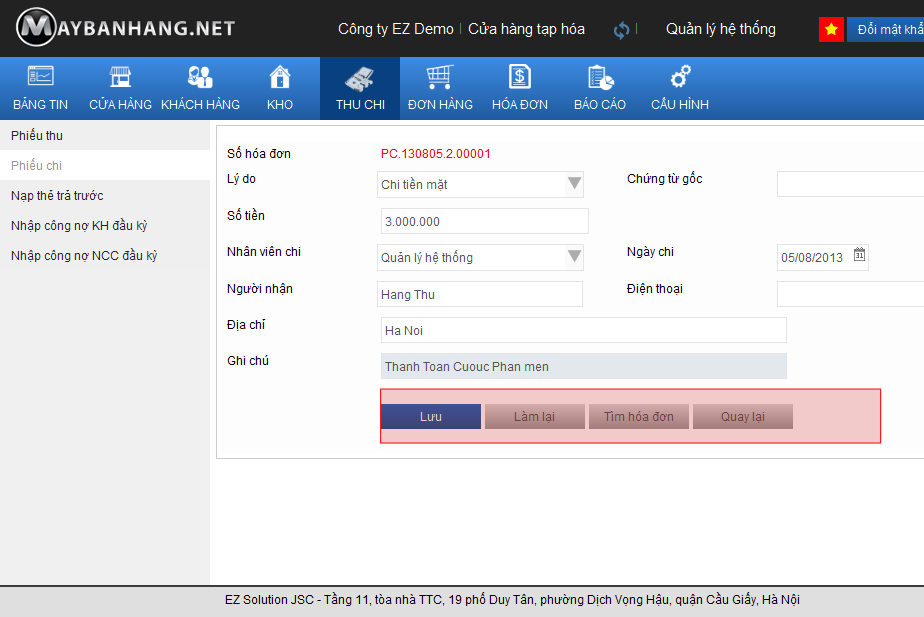 MAYBANHANG.NET
Công ty EZ Demo Cửa hàng tạp hóa Quản lý hệ thống Đổi mật khẩ
BẢNG TIN CỬA HÀNG KHÁCH HÀNG KHO THU CHI ĐƠN HÀNG HÓA ĐƠN BÁO CÁO CẤU HÌNH
Phiếu thu
Phiếu chi
Nạp thẻ trả trước
Nhập công nợ KH đầu kỳ
Nhập công nợ NCC đầu kỳ
Số hóa đơn PC.130805.2.00001
Lý do Chi tiền mặt Chứng từ gốc
Số tiền 3.000.000
Nhân viên chi Quản lý hệ thống Ngày chi 05/08/2013 31
Người nhận Hang Thu Điện thoại
Địa chỉ Ha Noi
Ghi chú Thanh Toan Cuouc Phan men
Lưu Làm lại Tìm hóa đơn Quay lại
EZ Solution JSC - Tầng 11, tòa nhà TTC, 19 phố Duy Tân, phường Dịch Vọng Hậu, quận Cầu Giấy, Hà Nội